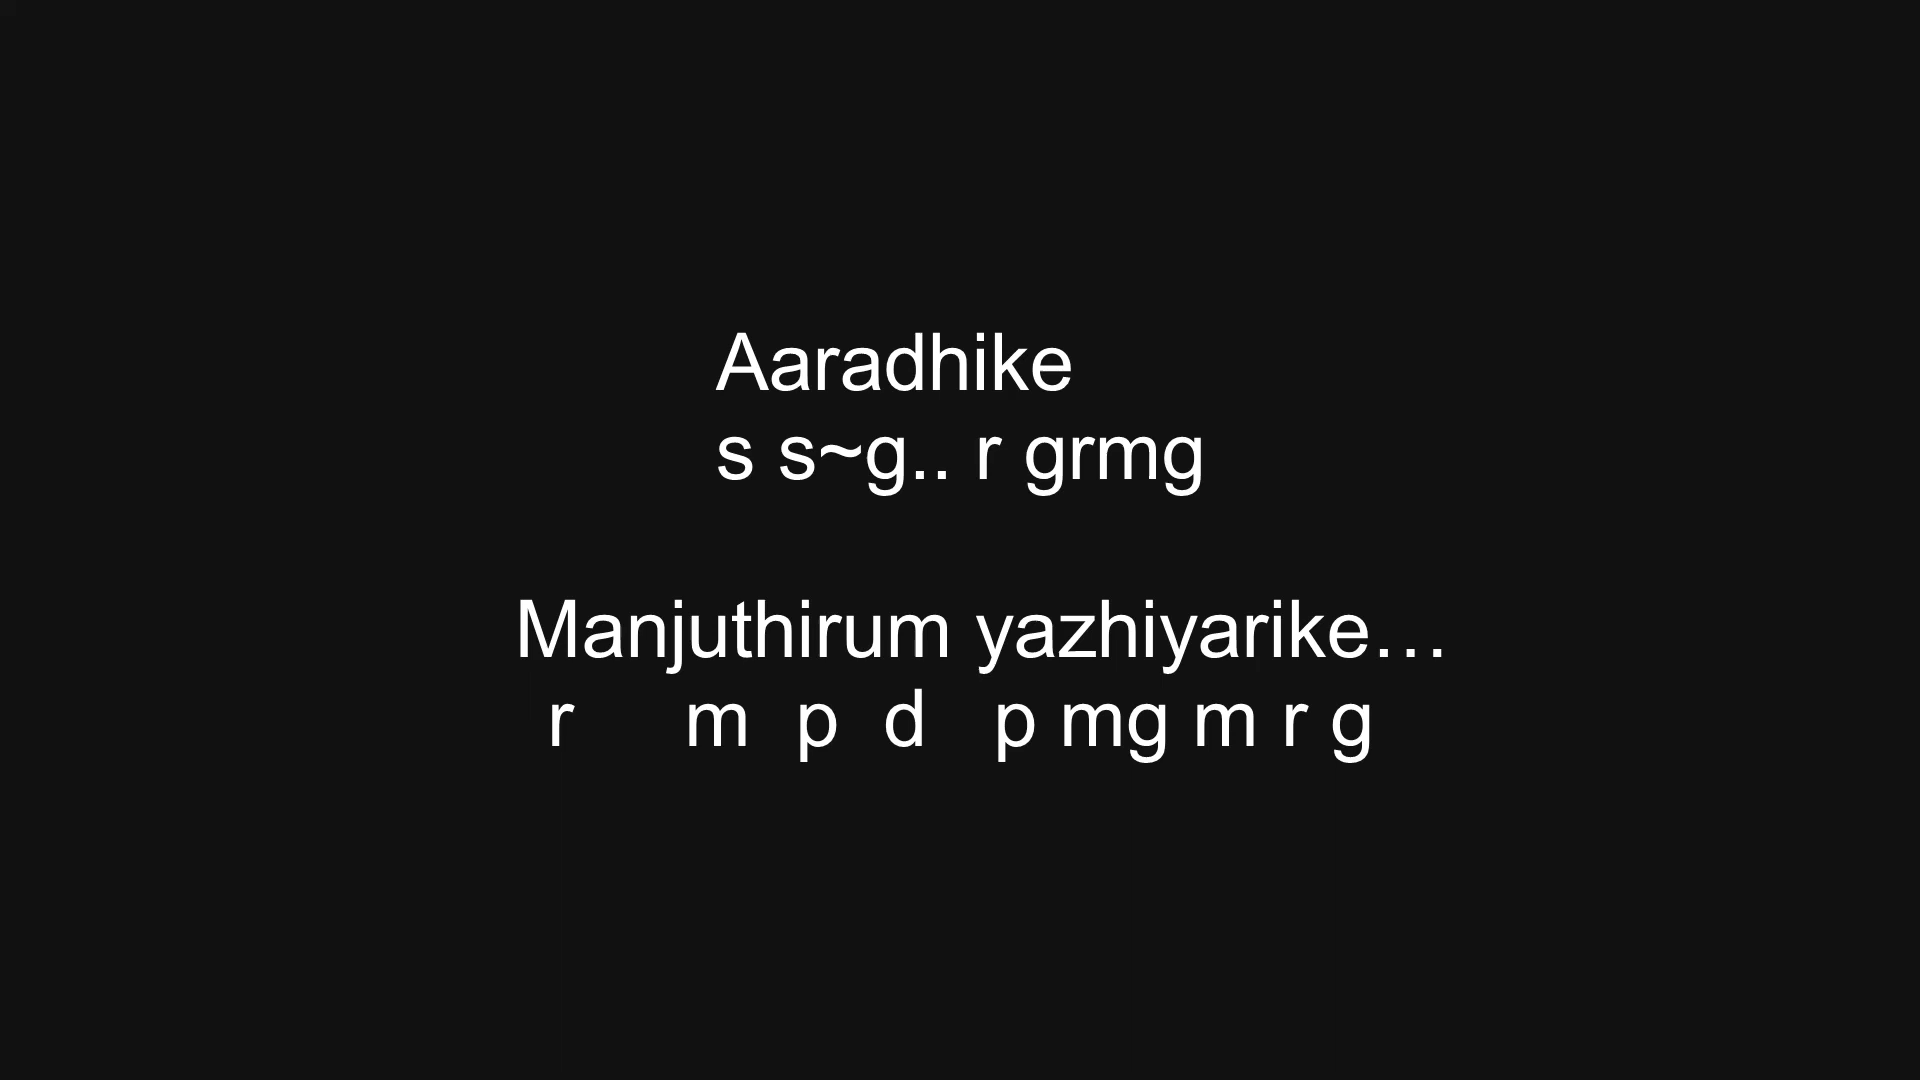 Aaradhike
s s~g.. r grmg
Manjuthirum yazhiyarike…
r m p d p mg m r g